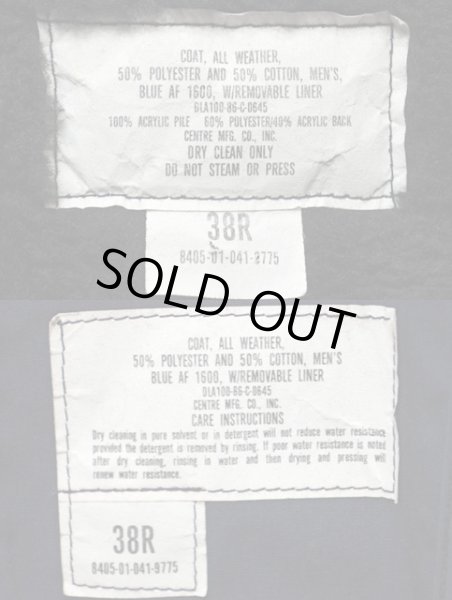 COAT, ALL WEATHER,
50% POLYESTER AND 50% COTTON, MEN'S,
BLUE AF 1600, W/REMOVABLE LINER
DLA100-86-C-0645
100% ACRYLIC PILE 60% POLYESTER/40% ACRYLIC BACK
CENTRE MFG. CO., INC.
DRY CLEAN ONLY
DO NOT STEAM OR PRESS
38R
8405-01-041-9775
SOLD OUT
COAT, ALL WEATHER,
50% POLYESTER AND 50% COTTON, MEN'S
BLUE AF 1600, W/REMOVABLE LINER
DLA100-86-C-0645
CENTRE MFG. CO., INC.
CARE INSTRUCTIONS
Dry cleaning in pure solvent or in detergent will not reduce water resistance
provided the detergent is removed by rinsing. If poor water resistance is noted
after dry cleaning, rinsing in water and then drying and pressing will
renew water resistance.
38R
8405-01-041-9775